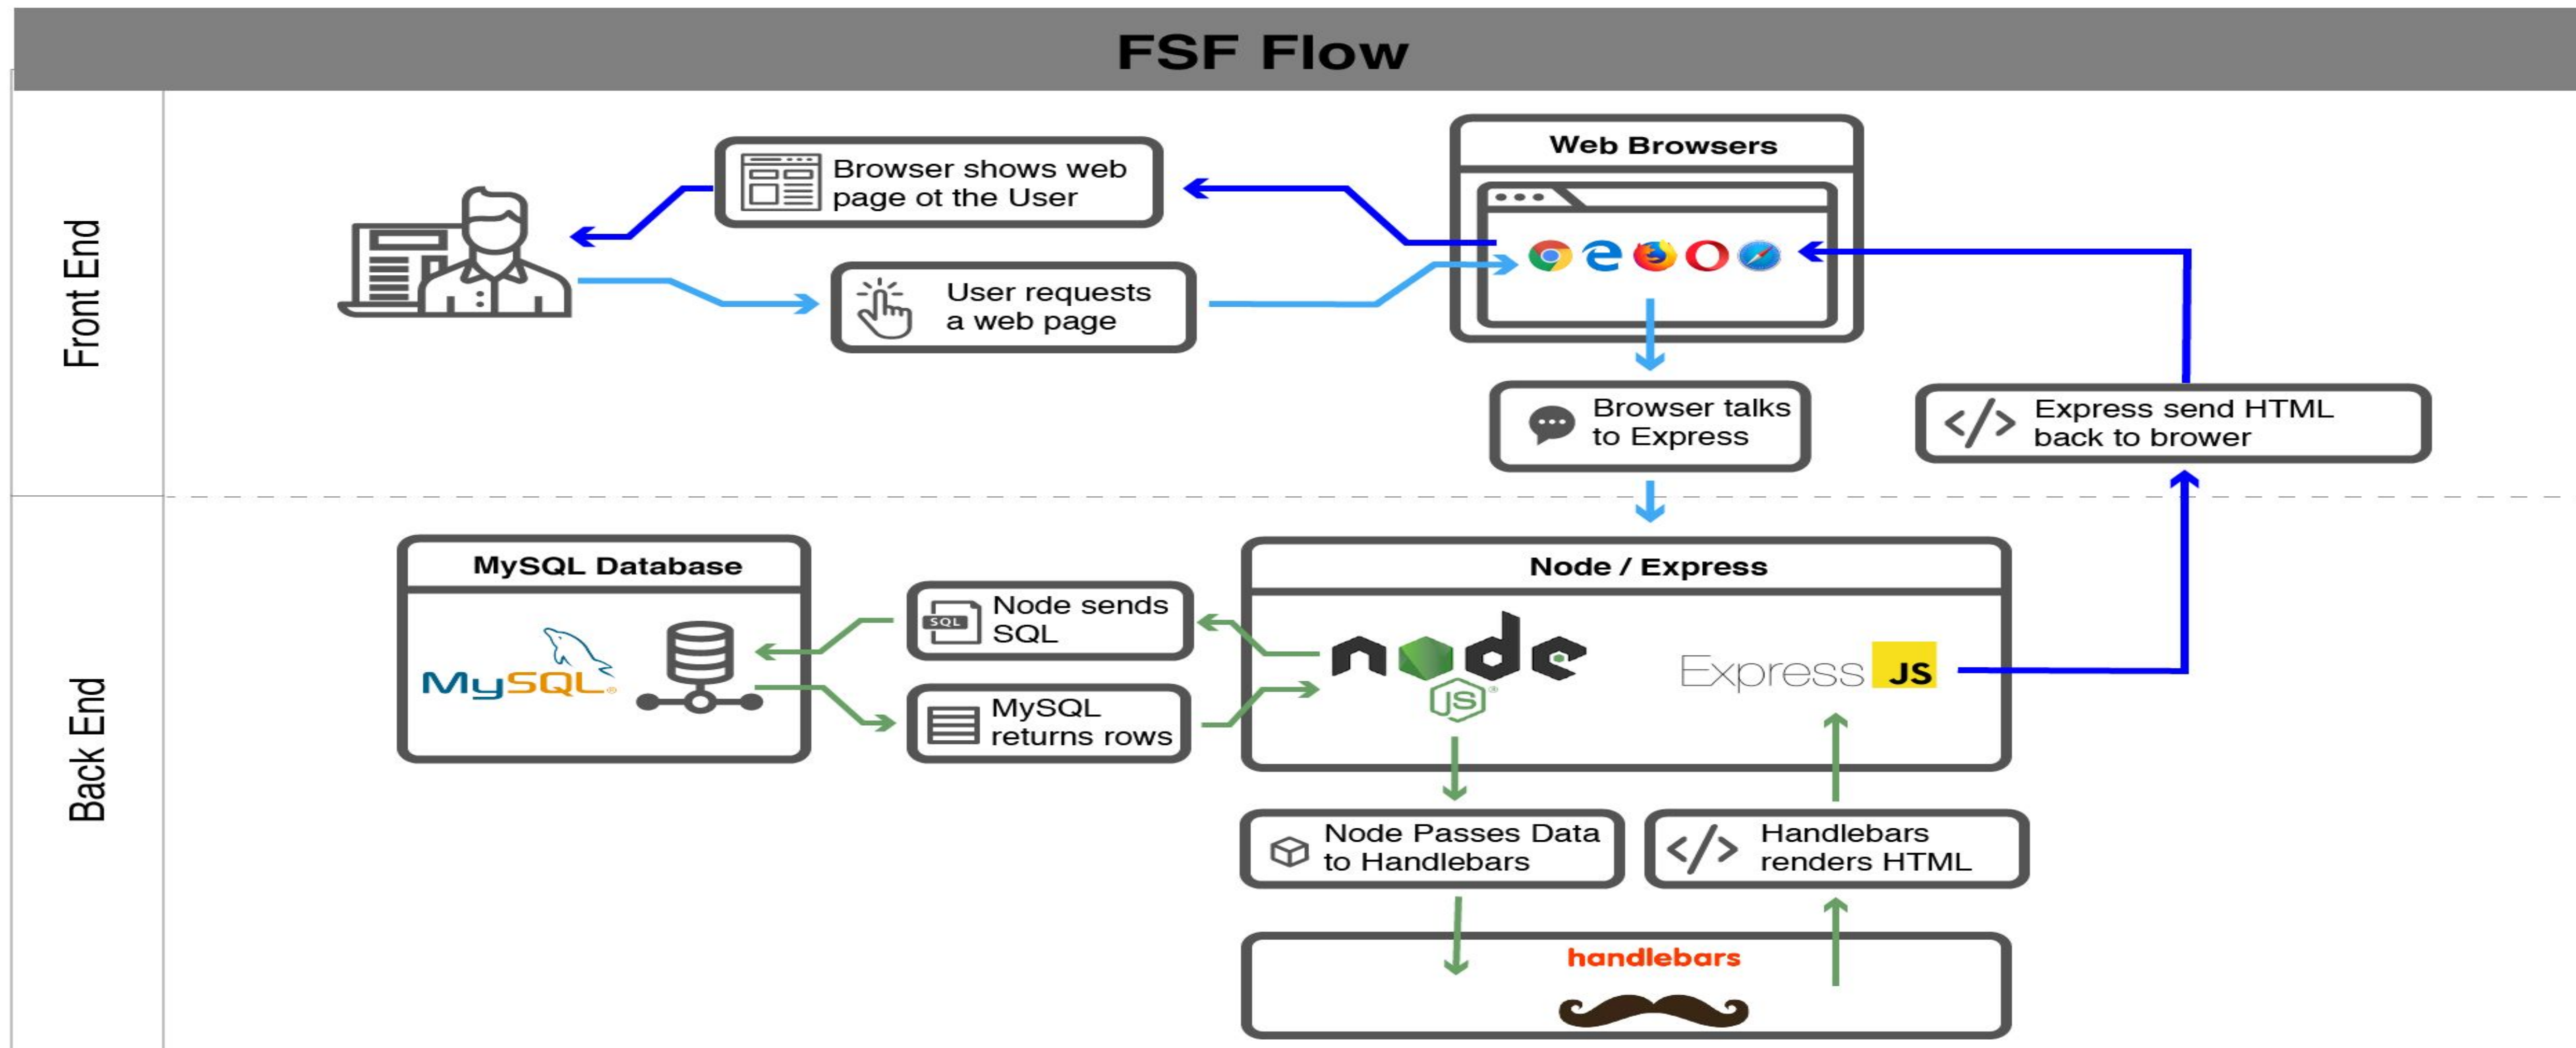 FSF Flow
Front End
Browser shows web
page ot the User
User requests
a web page
Web Browsers
Browser talks
to Express
Express send HTML
back to brower
Back End
MySQL Database
MySQL
Node sends
SQL
SQL
MySQL
returns rows
Node / Express
node
JS
Express JS
Node Passes Data
to Handlebars
Handlebars
renders HTML
handlebars